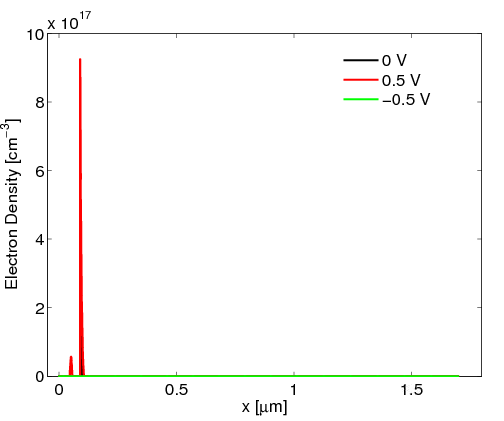 x 10^17
10
8
6
4
2
0
Electron Density [cm^−3]
0 V
0.5 V
−0.5 V
0 0.5 1 1.5
x [μm]